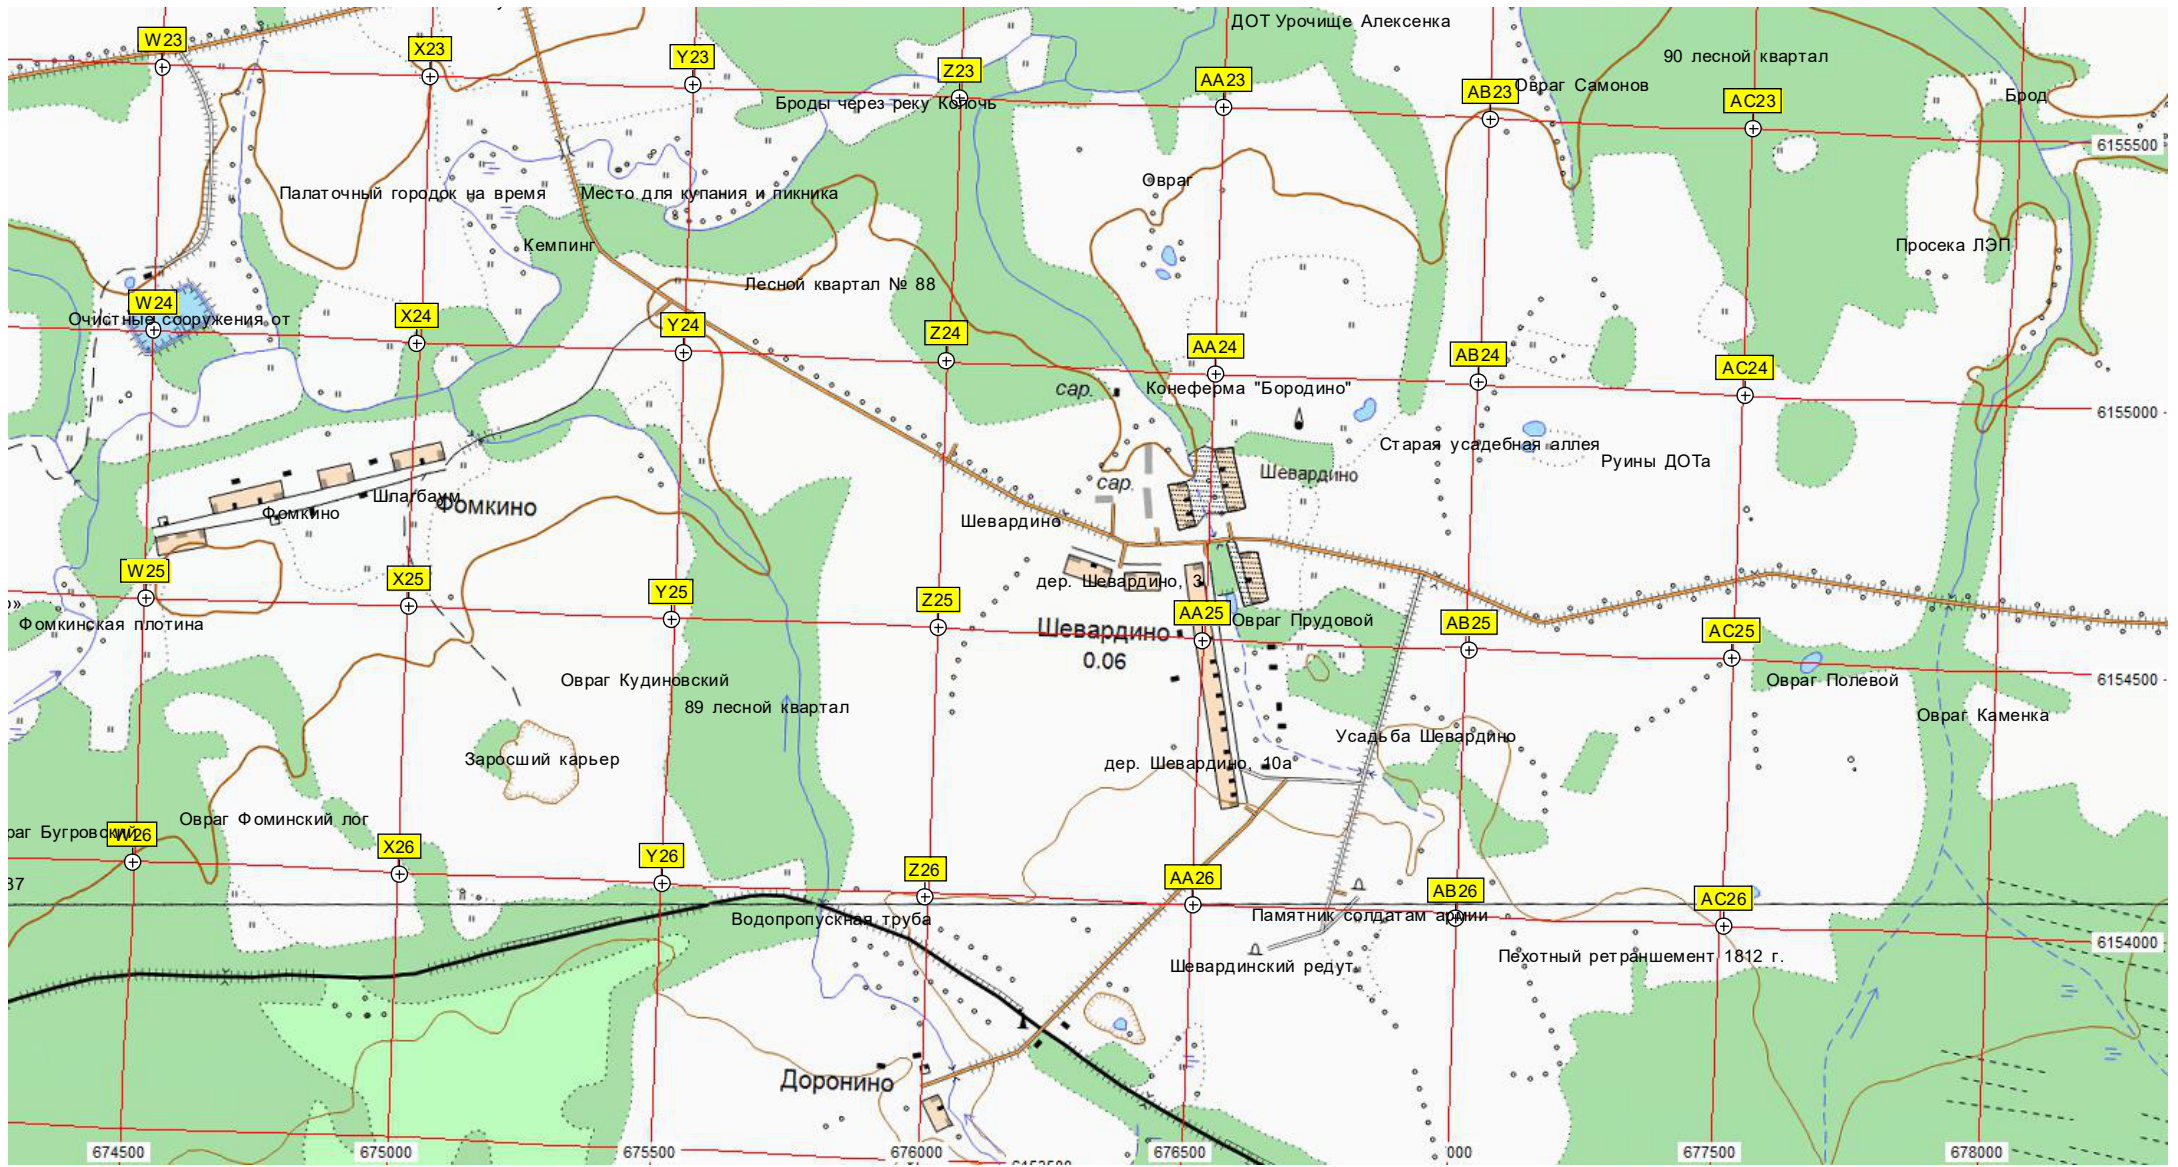 ДОТ Урочище Алексенка
W23
X23
Y23
90 лесной квартал
Z23
AA23
AB23
Овраг Самонов
AC23
Брод
Броды через реку Колочь
6155500
Овраг
Палаточный городок на время
Место для купания и пикника
Кемпинг
Просека ЛЭП
Лесной квартал № 88
W24
Очистные сооружения от
X24
Y24
Z24
AA24
AB24
AC24
сар.
Конеферма "Бородино"
6155000
Старая усадебная аллея
Руины ДОТа
Шевардино
сар.
Шлагбаум
Фомкино
Фомкино
Шевардино
W25
X25
Y25
Z25
дер. Шевардино, 3
AA25
Овраг Прудовой
AB25
AC25
о»
Фомкинская плотина
Шевардино
0.06
Овраг Кудиновский
Овраг Полевой
6154500
89 лесной квартал
Овраг Каменка
Усадьба Шевардино
Заросший карьер
дер. Шевардино, 10а
Овраг Фоминский лог
раг Бугровский
W26
X26
Y26
Z26
AA26
AB26
AC26
37
Водопропускная труба
Памятник солдатам армии
6154000
Пехотный ретраншемент 1812 г.
Шевардинский редут
Доронино
674500
675000
675500
676000
6153500
676500
000
677500
678000